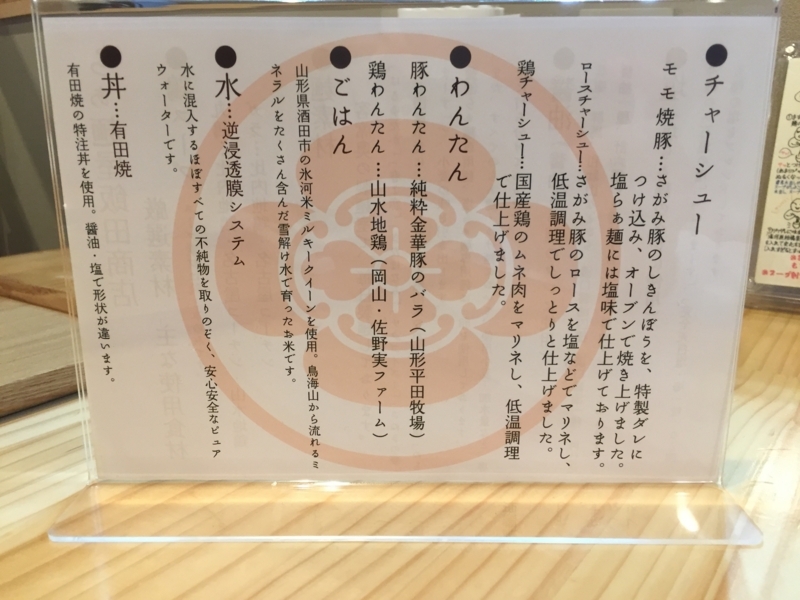 ●チャーシュー
モモ焼豚…さがみ豚のしきんぼうを、特製ダレに
つけ込み、オーブンで焼き上げました。
塩らぁ麺には塩味で仕上げております。
ロースチャーシュー…さがみ豚のロースを塩などでマリネし、
低温調理でしっとりと仕上げました。
鶏チャーシュー…国産鶏のムネ肉をマリネし、低温調理
で仕上げました。
●わんたん
豚わんたん…純粋金華豚のバラ（山形平田牧場）
鶏わんたん…山水地鶏（岡山・佐野実ファーム）
●ごはん
山形県酒田市の氷河米ミルキークイーンを使用。鳥海山から流れるミ
ネラルをたくさん含んだ雪解け水で育ったお米です。
●水…逆浸透膜システム
水に混入するほぼすべての不純物を取りのぞく、安心安全なピュア
ウォーターです。
●丼…有田焼
有田焼の特注丼を使用。醤油・塩で形状が違います。